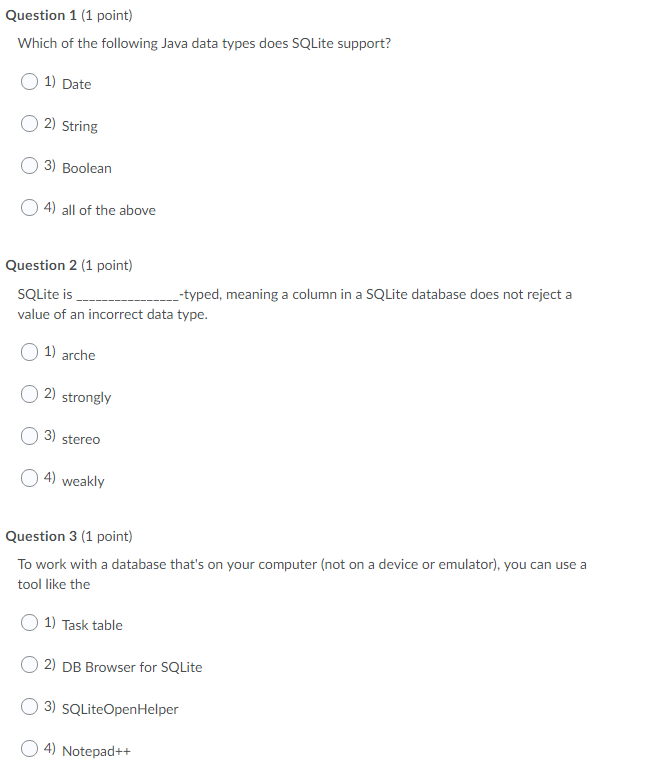 Question 1 (1 point)
Which of the following Java data types does SQLite support?
1) Date
2) String
3) Boolean
4) all of the above
Question 2 (1 point)
SQLite is ________________-typed, meaning a column in a SQLite database does not reject a
value of an incorrect data type.
1) arche
2) strongly
3) stereo
4) weakly
Question 3 (1 point)
To work with a database that's on your computer (not on a device or emulator), you can use a
tool like the
1) Task table
2) DB Browser for SQLite
3) SQLiteOpenHelper
4) Notepad++